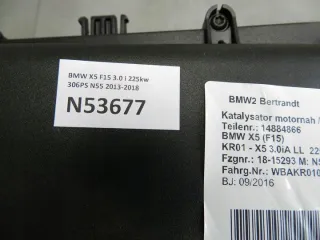 BMW X5 F15 3.0 i 225kw
306PS N55 2013-2018
N53677
BMW2 Bertrandt
Katalysator motornah /
Teilenr.: 14884866
BMW X5 (F15)
KR01 - X5 3.0iA LL 225
Fzgnr.: 18-15293 M: N5
Fahrg.Nr.: WBAKR010
BJ: 09/2016